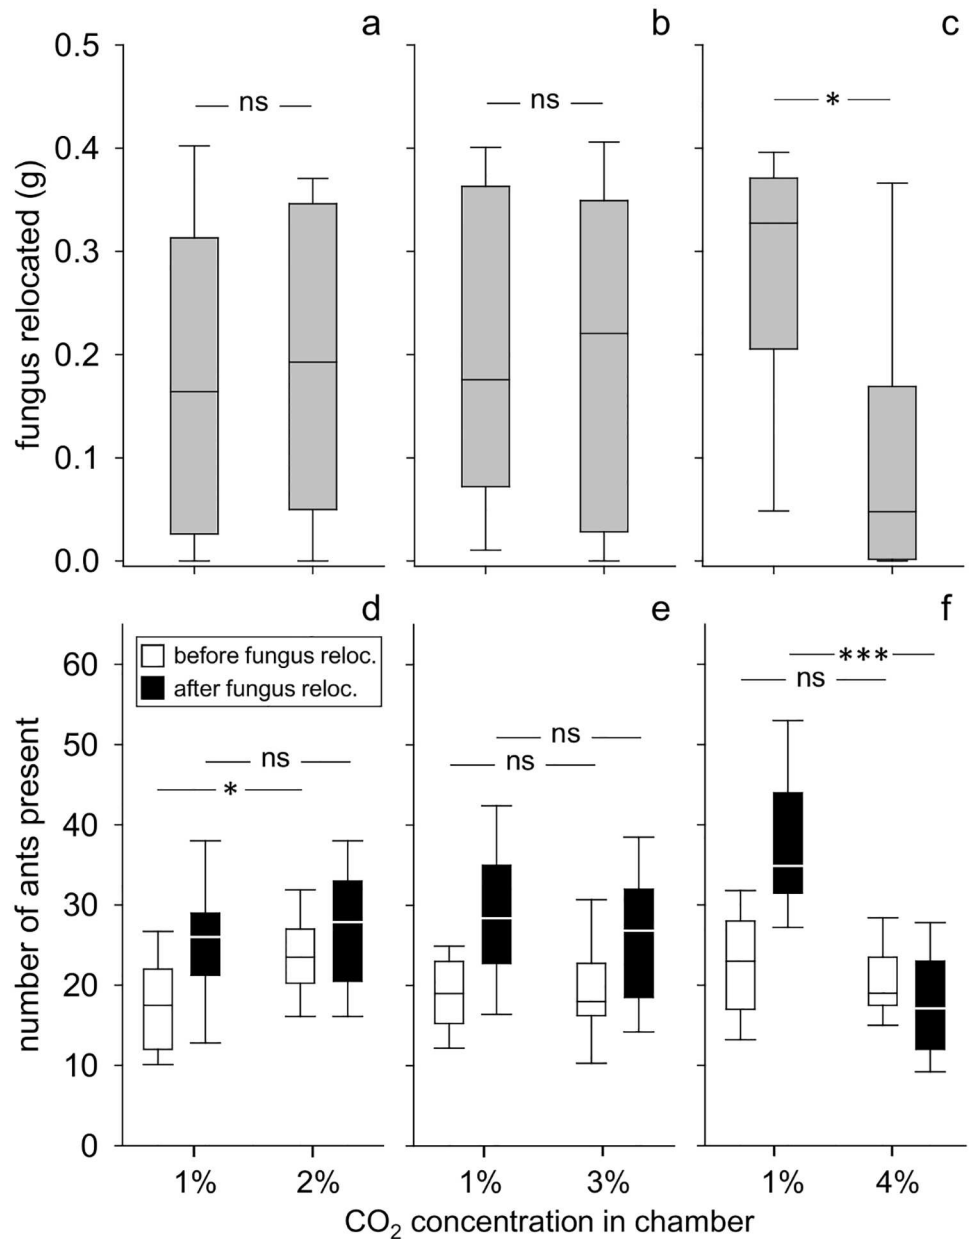 a
b
c
0.5
0.4
0.3
0.2
0.1
0.0
fungus relocated (g)
ns
ns
*
d
e
f
before fungus reloc.
after fungus reloc.
60
50
40
30
20
10
0
number of ants present
ns
*
ns
ns
***
ns
1% 2%
1% 3%
1% 4%
CO₂ concentration in chamber